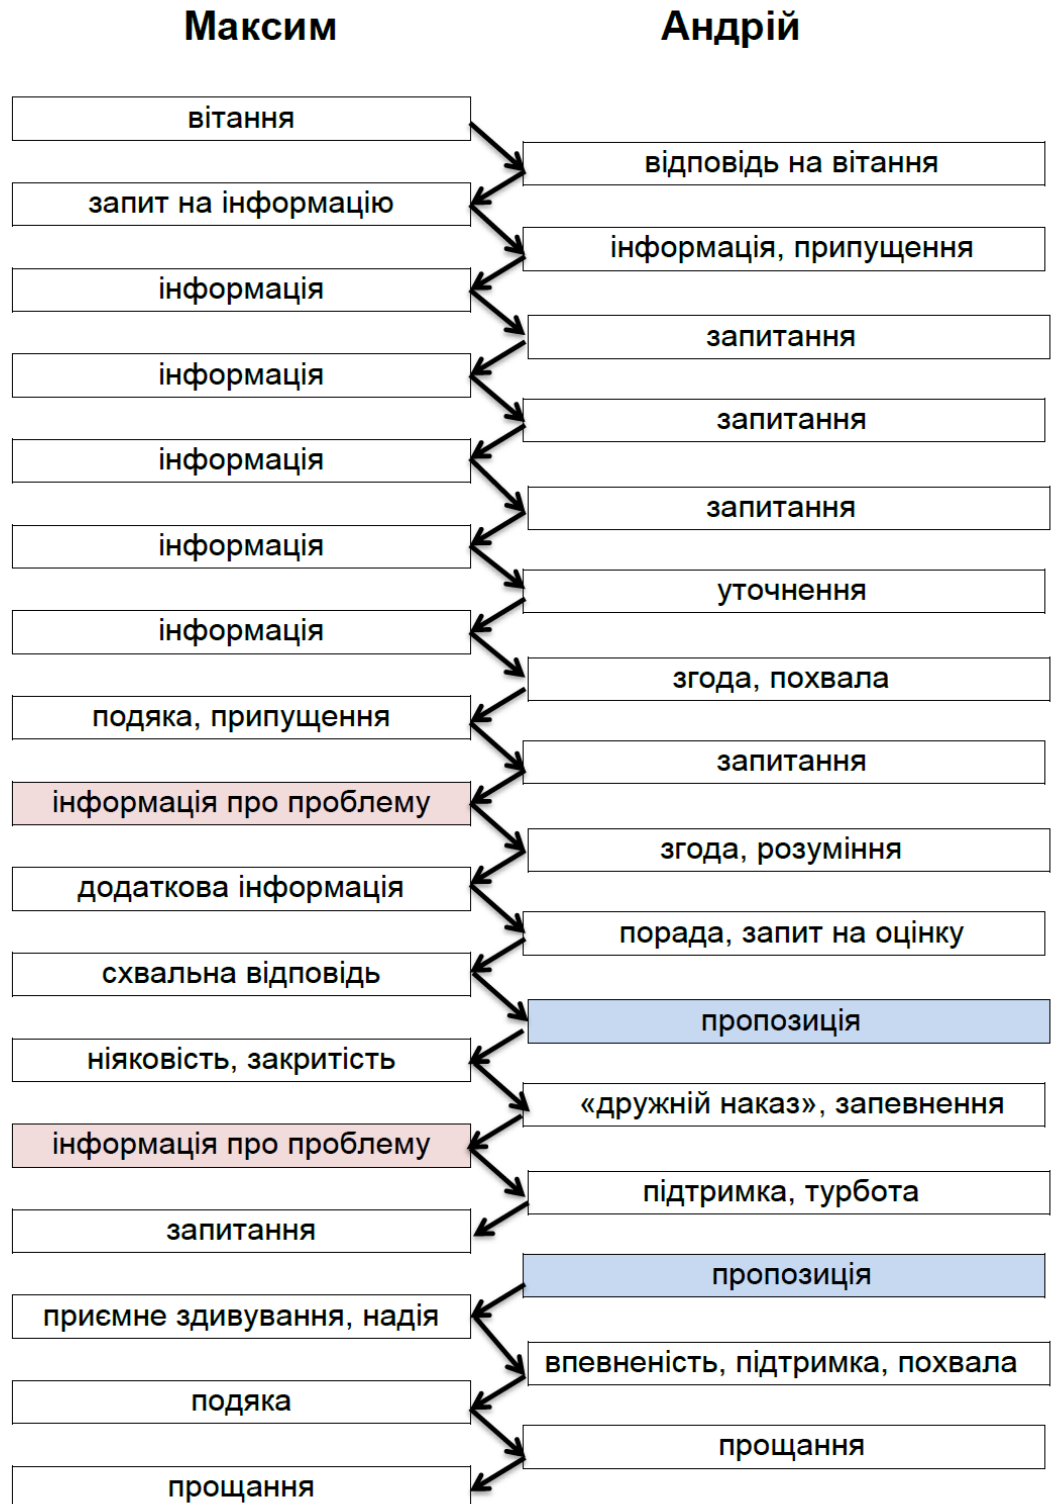 Максим
Андрій
вітання
відповідь на вітання
запит на інформацію
інформація, припущення
інформація
запитання
інформація
запитання
інформація
запитання
інформація
уточнення
інформація
згода, похвала
подяка, припущення
запитання
інформація про проблему
згода, розуміння
додаткова інформація
порада, запит на оцінку
схвальна відповідь
пропозиція
ніяковість, закритість
«дружній наказ», запевнення
інформація про проблему
підтримка, турбота
запитання
пропозиція
приємне здивування, надія
впевненість, підтримка, похвала
подяка
прощання
прощання